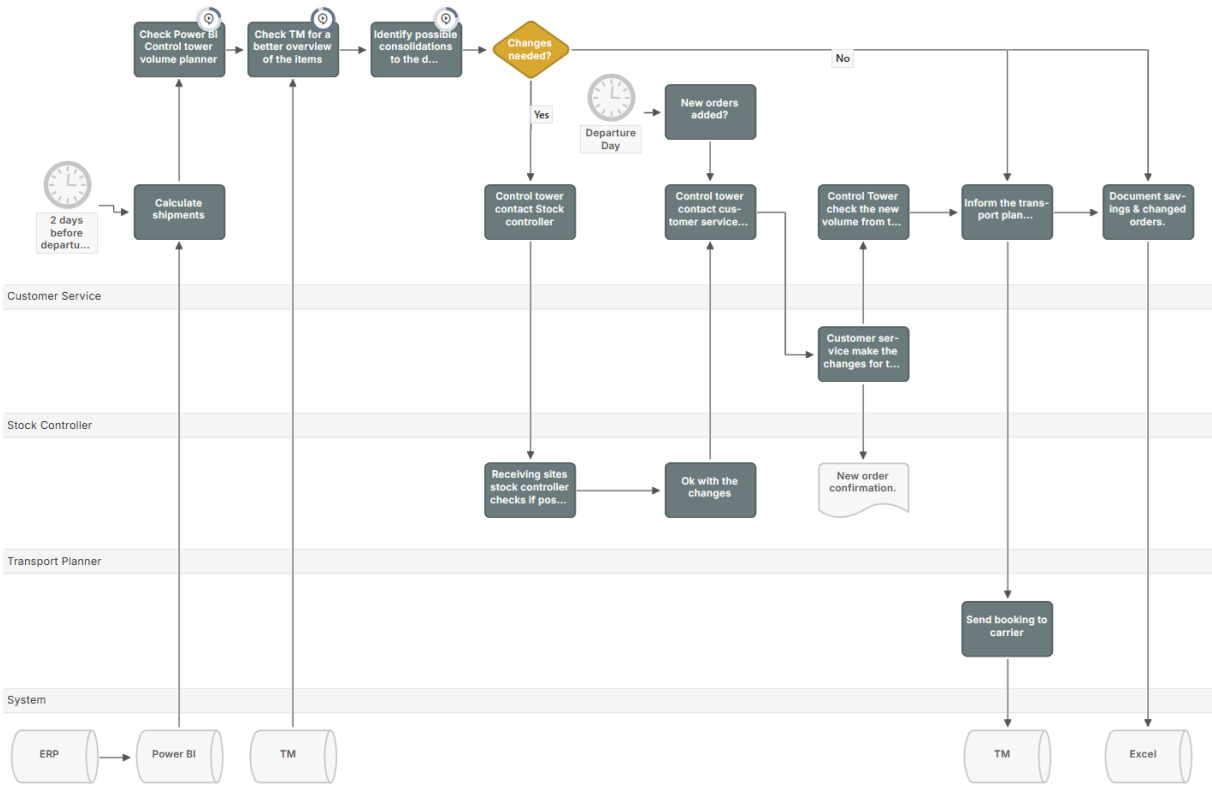 Check Power BI
Control tower
volume planner
Check TM for a
better overview
of the items
Identify possible
consolidations
to the d...
Changes
needed?
No
Yes
Departure
Day
New orders
added?
2 days
before
departu...
Calculate
shipments
Control tower
contact Stock
controller
Control tower
contact cus-
tomer service...
Control Tower
check the new
volume from t...
Inform the trans-
port plan...
Document sav-
ings & changed
orders.
Customer Service
Customer ser-
vice make the
changes for t...
Stock Controller
Receiving sites
stock controller
checks if pos...
Ok with the
changes
New order
confirmation.
Transport Planner
Send booking to
carrier
System
ERP
Power BI
TM
TM
Excel